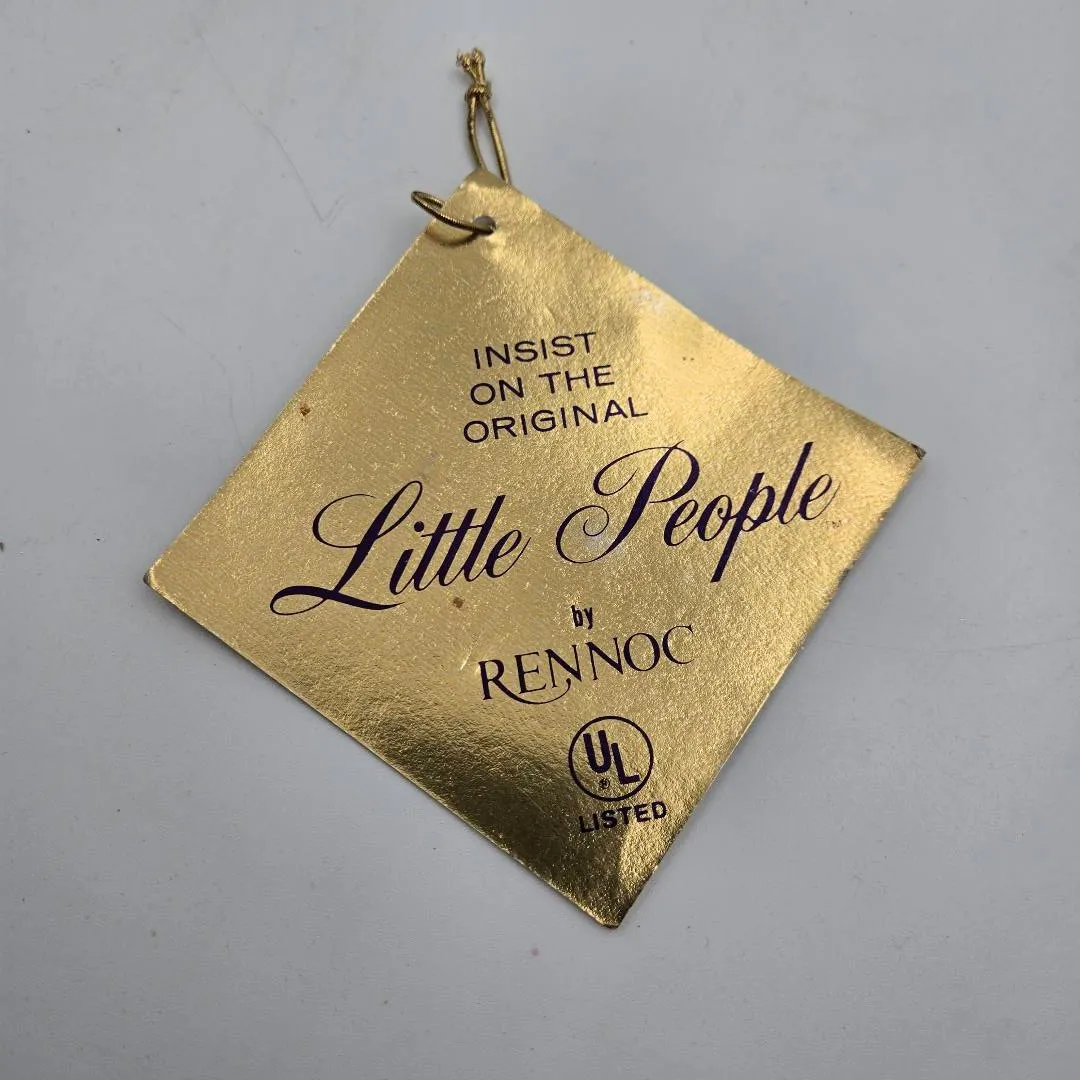 INSIST
ON THE
ORIGINAL
Little People
by
RENNOC
UL
®
LISTED